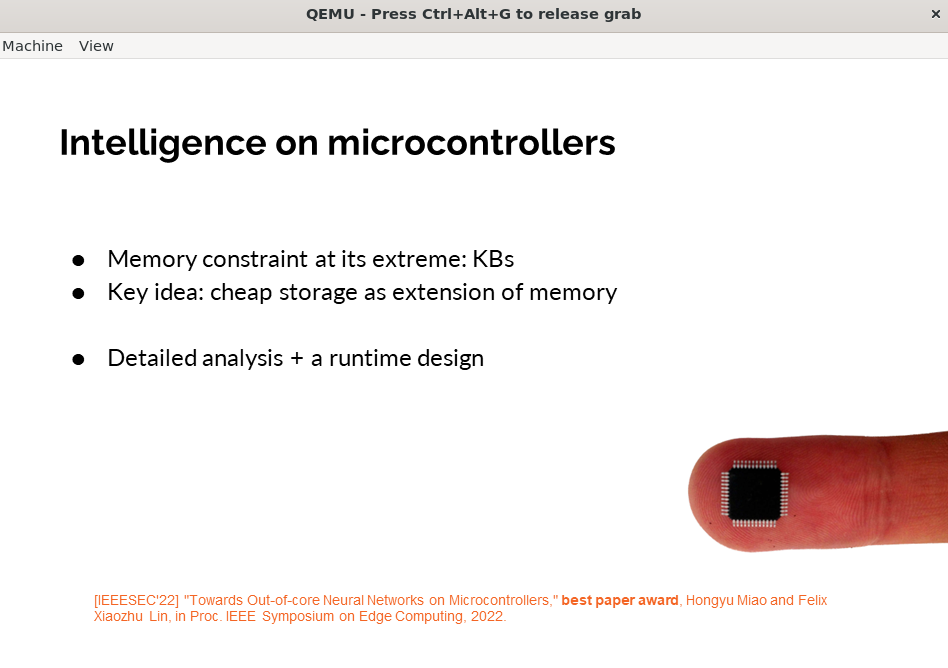 QEMU - Press Ctrl+Alt+G to release grab
Machine View
Intelligence on microcontrollers
● Memory constraint at its extreme: KBs
● Key idea: cheap storage as extension of memory
● Detailed analysis + a runtime design
[IEEESEC'22] "Towards Out-of-core Neural Networks on Microcontrollers," best paper award, Hongyu Miao and Felix
Xiaozhu Lin, in Proc. IEEE Symposium on Edge Computing, 2022.